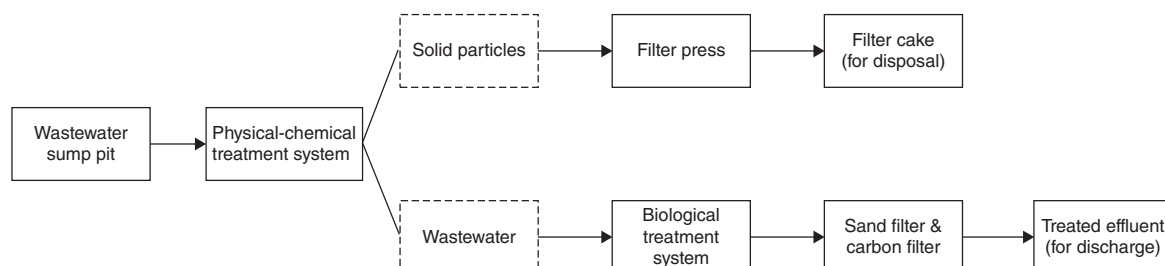 Wastewater
sump pit
Physical-chemical
treatment system
Solid particles
Filter press
Filter cake
(for disposal)
Wastewater
Biological
treatment
system
Sand filter &
carbon filter
Treated effluent
(for discharge)